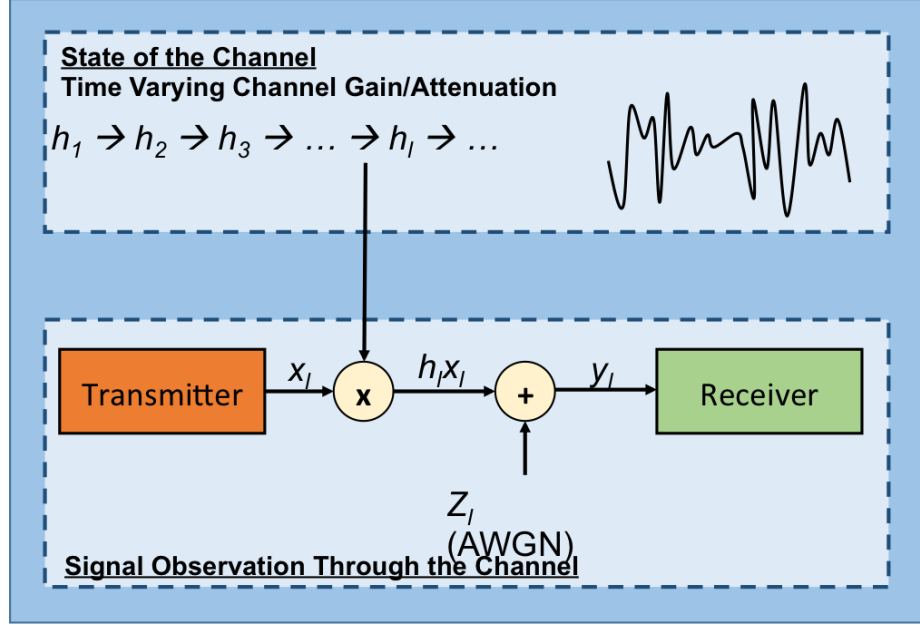 State of the Channel
Time Varying Channel Gain/Attenuation
h₁ → h₂ → h₃ → ... → hₗ → ...
Transmitter
xₗ
x
hₗxₗ
+
yₗ
Receiver
Zₗ
(AWGN)
Signal Observation Through the Channel